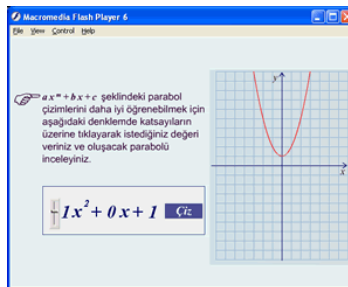 Macromedia Flash Player 6
File View Control Help
ax²+bx+c şeklindeki parabol
çizimlerini daha iyi öğrenebilmek için
aşağıdaki denklemde katsayıların
üzerine tıklayarak istediğiniz değeri
veriniz ve oluşacak parabolü
inceleyiniz.
1x²+0x+1 Çiz
y
x